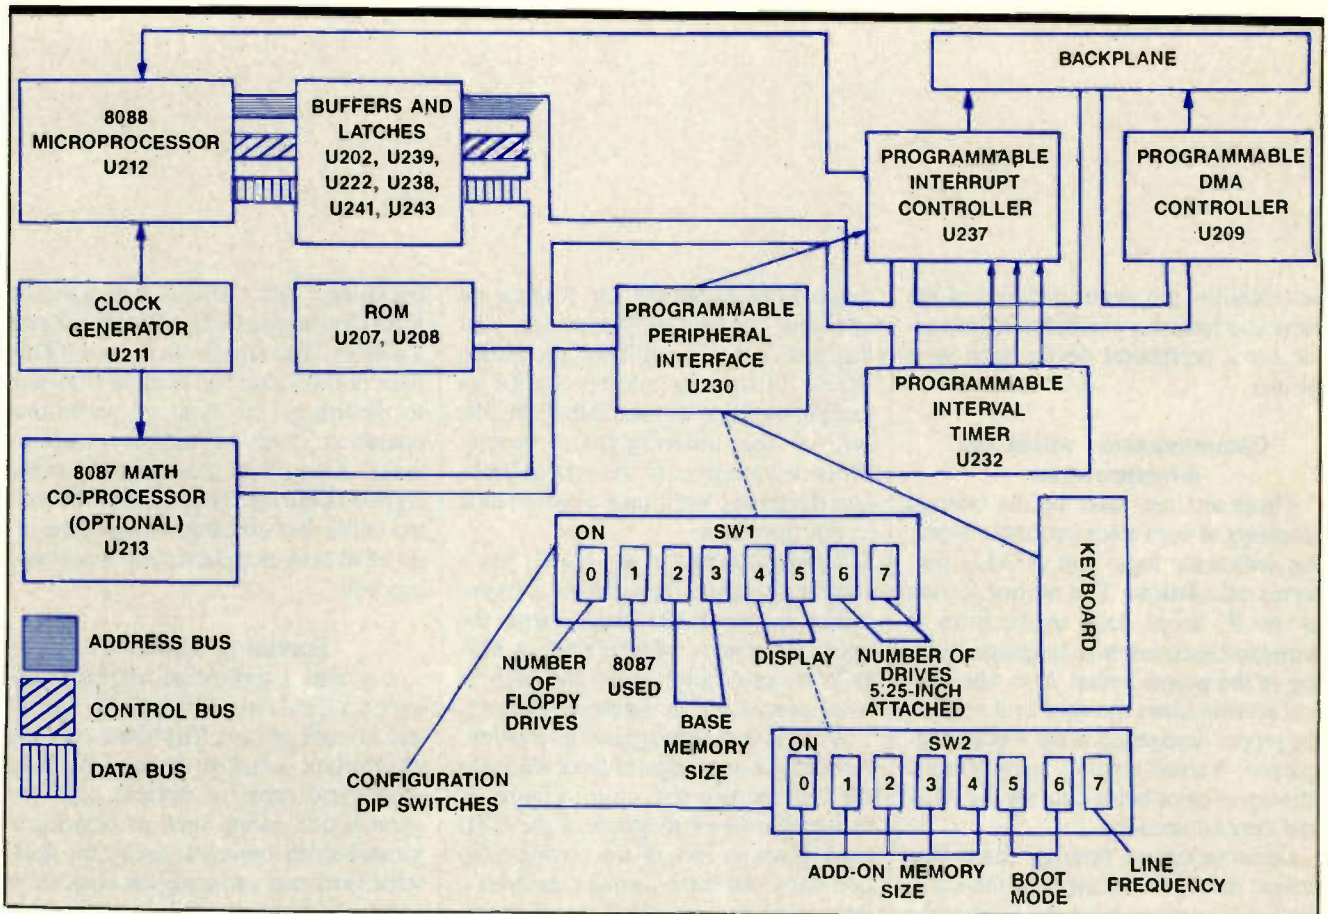 BACKPLANE
8088
MICROPROCESSOR
U212
BUFFERS AND
LATCHES
U202, U239,
U222, U238,
U241, U243
PROGRAMMABLE
INTERRUPT
CONTROLLER
U237
PROGRAMMABLE
DMA
CONTROLLER
U209
CLOCK
GENERATOR
U211
ROM
U207, U208
PROGRAMMABLE
PERIPHERAL
INTERFACE
U230
PROGRAMMABLE
INTERVAL
TIMER
U232
8087 MATH
CO-PROCESSOR
(OPTIONAL)
U213
KEYBOARD
ON SW1
0 1 2 3 4 5 6 7
NUMBER
OF
FLOPPY
DRIVES
8087
USED
BASE
MEMORY
SIZE
DISPLAY
NUMBER OF
DRIVES
5.25-INCH
ATTACHED
ADDRESS BUS
CONTROL BUS
DATA BUS
CONFIGURATION
DIP SWITCHES
ON SW2
0 1 2 3 4 5 6 7
ADD-ON MEMORY
SIZE
BOOT
MODE
LINE
FREQUENCY